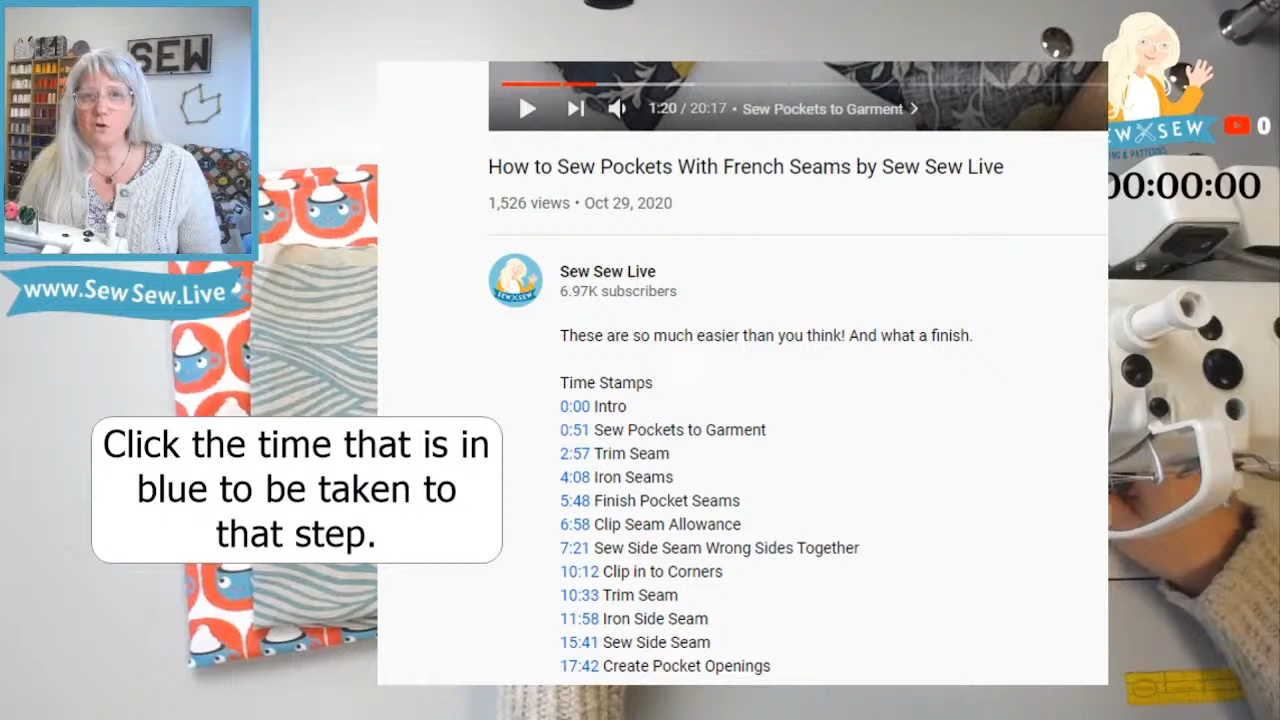 SEW
www.SewSew.Live
1:20 / 20:17 • Sew Pockets to Garment
How to Sew Pockets With French Seams by Sew Sew Live
1,526 views • Oct 29, 2020
SEW SEW
Sew Sew Live
6.97K subscribers
These are so much easier than you think! And what a finish.
Time Stamps
0:00 Intro
0:51 Sew Pockets to Garment
2:57 Trim Seam
4:08 Iron Seams
5:48 Finish Pocket Seams
6:58 Clip Seam Allowance
7:21 Sew Side Seam Wrong Sides Together
10:12 Clip in to Corners
10:33 Trim Seam
11:58 Iron Side Seam
15:41 Sew Side Seam
17:42 Create Pocket Openings
Click the time that is in
blue to be taken to
that step.
EW SEW
0
00:00:00